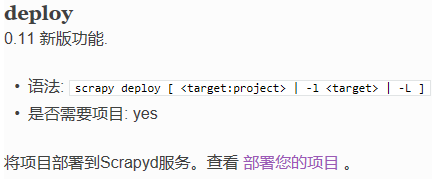 deploy
0.11 新版功能.
• 语法: scrapy deploy [ <target:project> | -l <target> | -L ]
• 是否需要项目: yes
将项目部署到Scrapyd服务。查看 部署您的项目 。